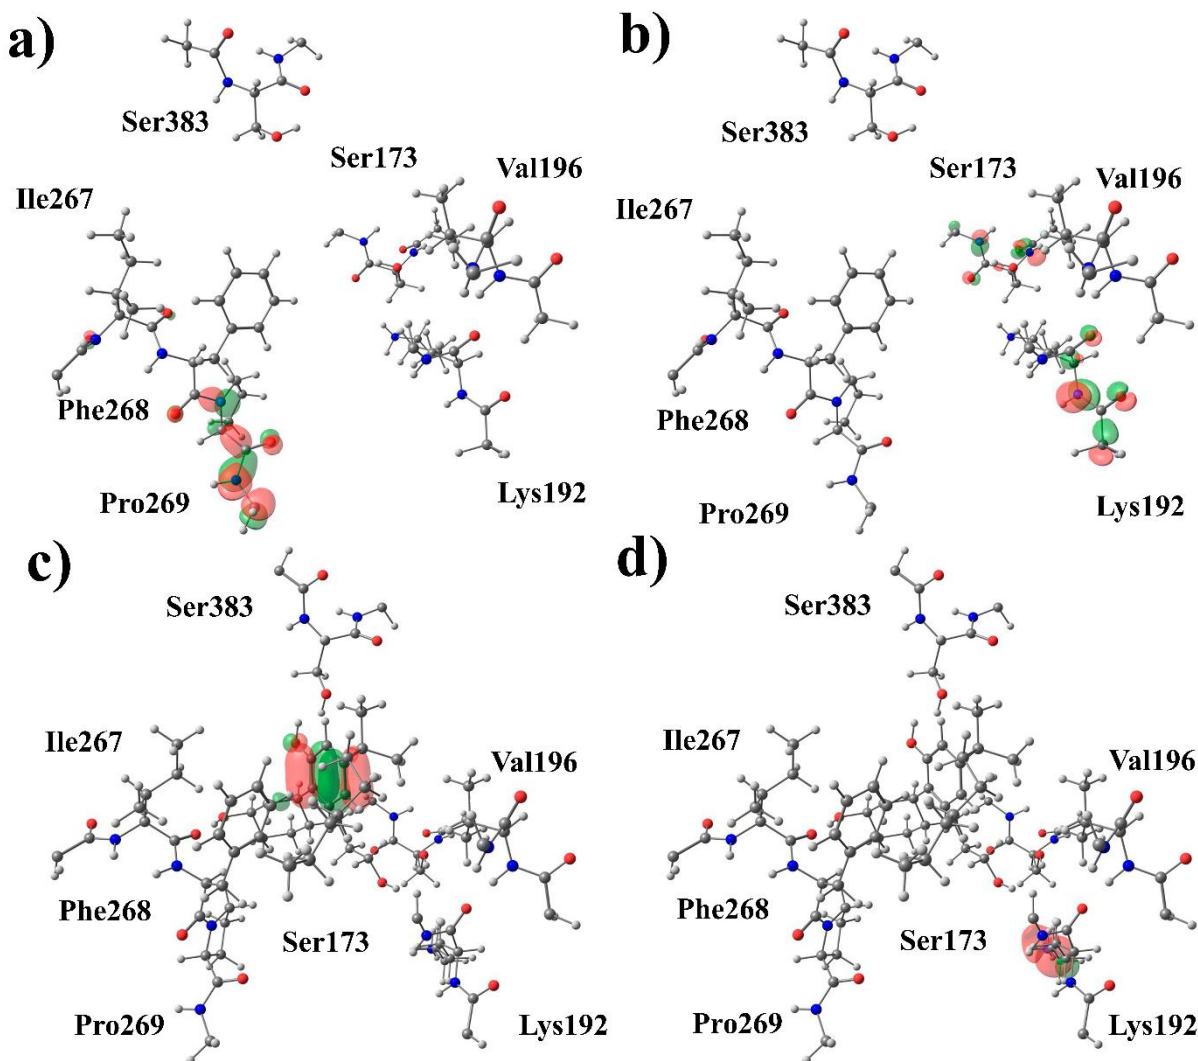 a)
Ser383
Ser173
Val196
Ile267
Phe268
Pro269
Lys192
b)
Ser383
Ser173
Val196
Ile267
Phe268
Pro269
Lys192
c)
Ser383
Ile267
Val196
Phe268
Ser173
Pro269
Lys192
d)
Ser383
Ile267
Val196
Phe268
Ser173
Pro269
Lys192